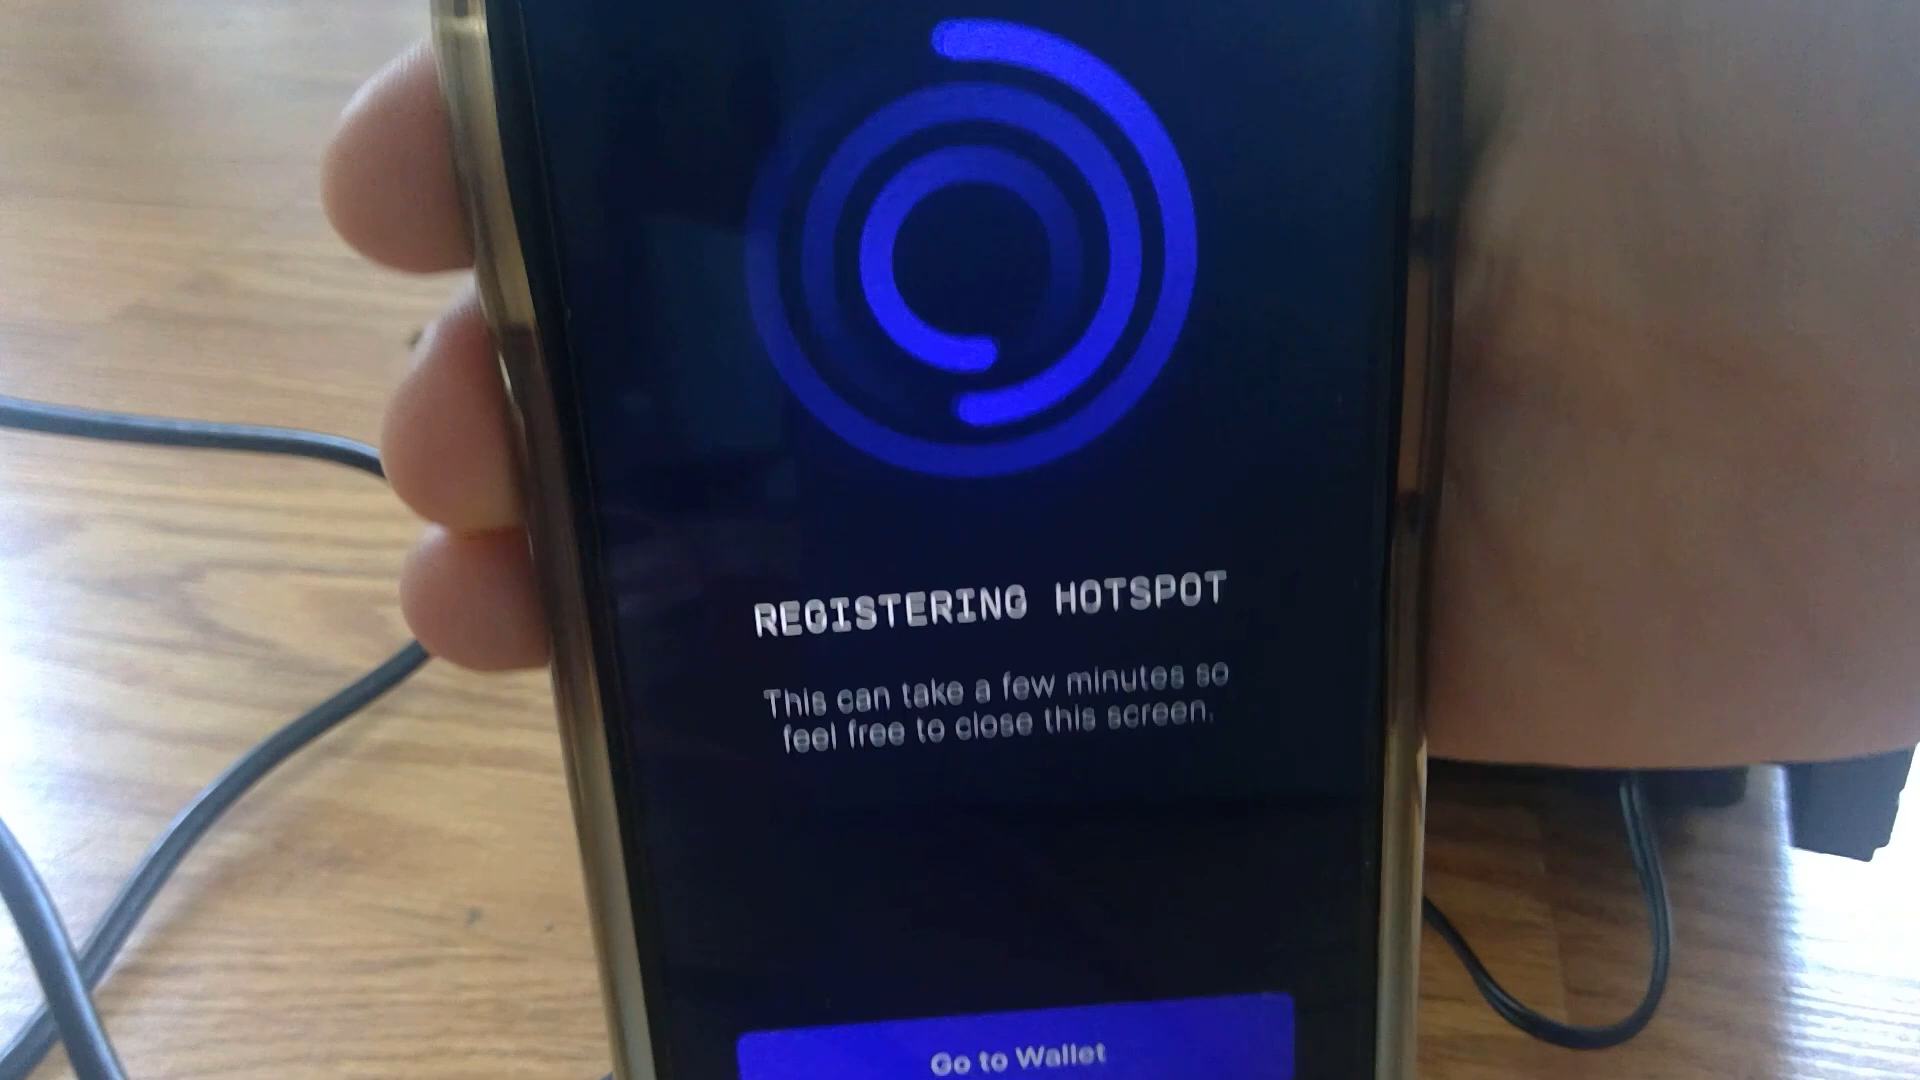 REGISTERING HOTSPOT
This can take a few minutes so
feel free to close this screen.
Go to Wallet